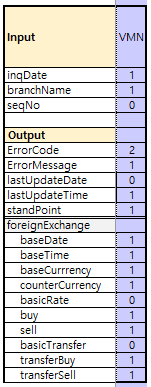 Input VMN
inqDate 1
branchName 1
seqNo 0
Output
ErrorCode 2
ErrorMessage 1
lastUpdateDate 0
lastUpdateTime 1
standPoint 1
foreignExchange
baseDate 1
baseTime 1
baseCurrrency 1
counterCurrency 1
basicRate 0
buy 1
sell 1
basicTransfer 0
transferBuy 1
transferSell 1